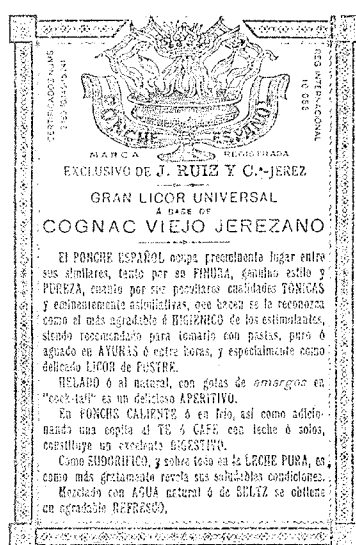 CERTIFICADOS NUMS
REG. INTERNACIONAL
PONCHE ESPAÑOL
MARCA REGISTRADA
EXCLUSIVO DE J. RUIZ Y C.ª-JEREZ
GRAN LICOR UNIVERSAL
Á BASE DE
COGNAC VIEJO JEREZANO
El PONCHE ESPAÑOL ocupa preeminente lugar entre
sus similares, tanto por su FINURA, genuino estilo y
PUREZA, cuanto por sus peculiares cualidades TÓNICAS
y eminentemente que hacen se le reconozca
como el más agradable é HIGIÉNICO de los estimulantes,
siendo recomendado para tomarlo con pastas, puro ó
aguado en AYUNAS ó entre horas, y especialmente como
delicado LICOR de POSTRE.
HELADO ó al natural, con gotas de amargos en
"cock-tail" es un delicioso APERITIVO.
En PONCHE CALIENTE ó en frío, así como adicio-
nando una copita al TE ó CAFÉ con leche ó solos,
constituye un excelente DIGESTIVO.
Como SUDORÍFICO, y sobre todo en la LECHE PURA, es
como más gratamente revela sus saludables condiciones.
Mezclado con AGUA natural ó de SELTZ se obtiene
un agradable REFRESCO.